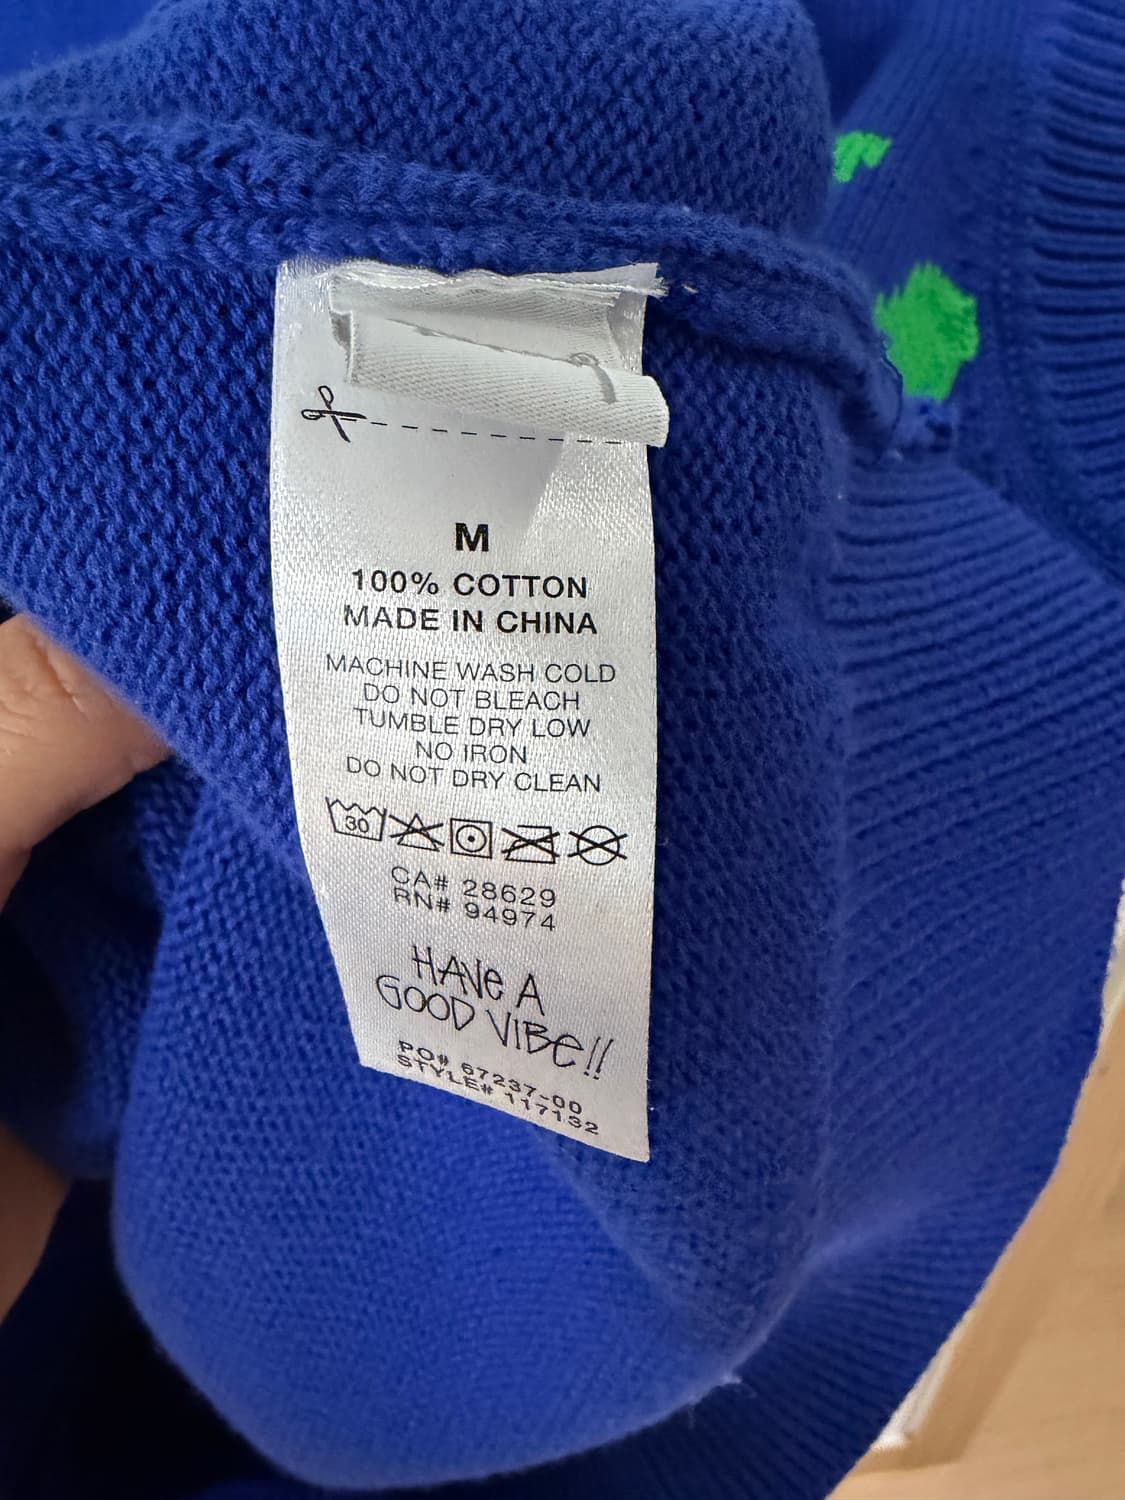 M
100% COTTON
MADE IN CHINA
MACHINE WASH COLD
DO NOT BLEACH
TUMBLE DRY LOW
NO IRON
DO NOT DRY CLEAN
30
CA# 28629
RN# 94974
HAVe A
GOOD VIBe!!
PO# 67237-00
STYLE# 117132